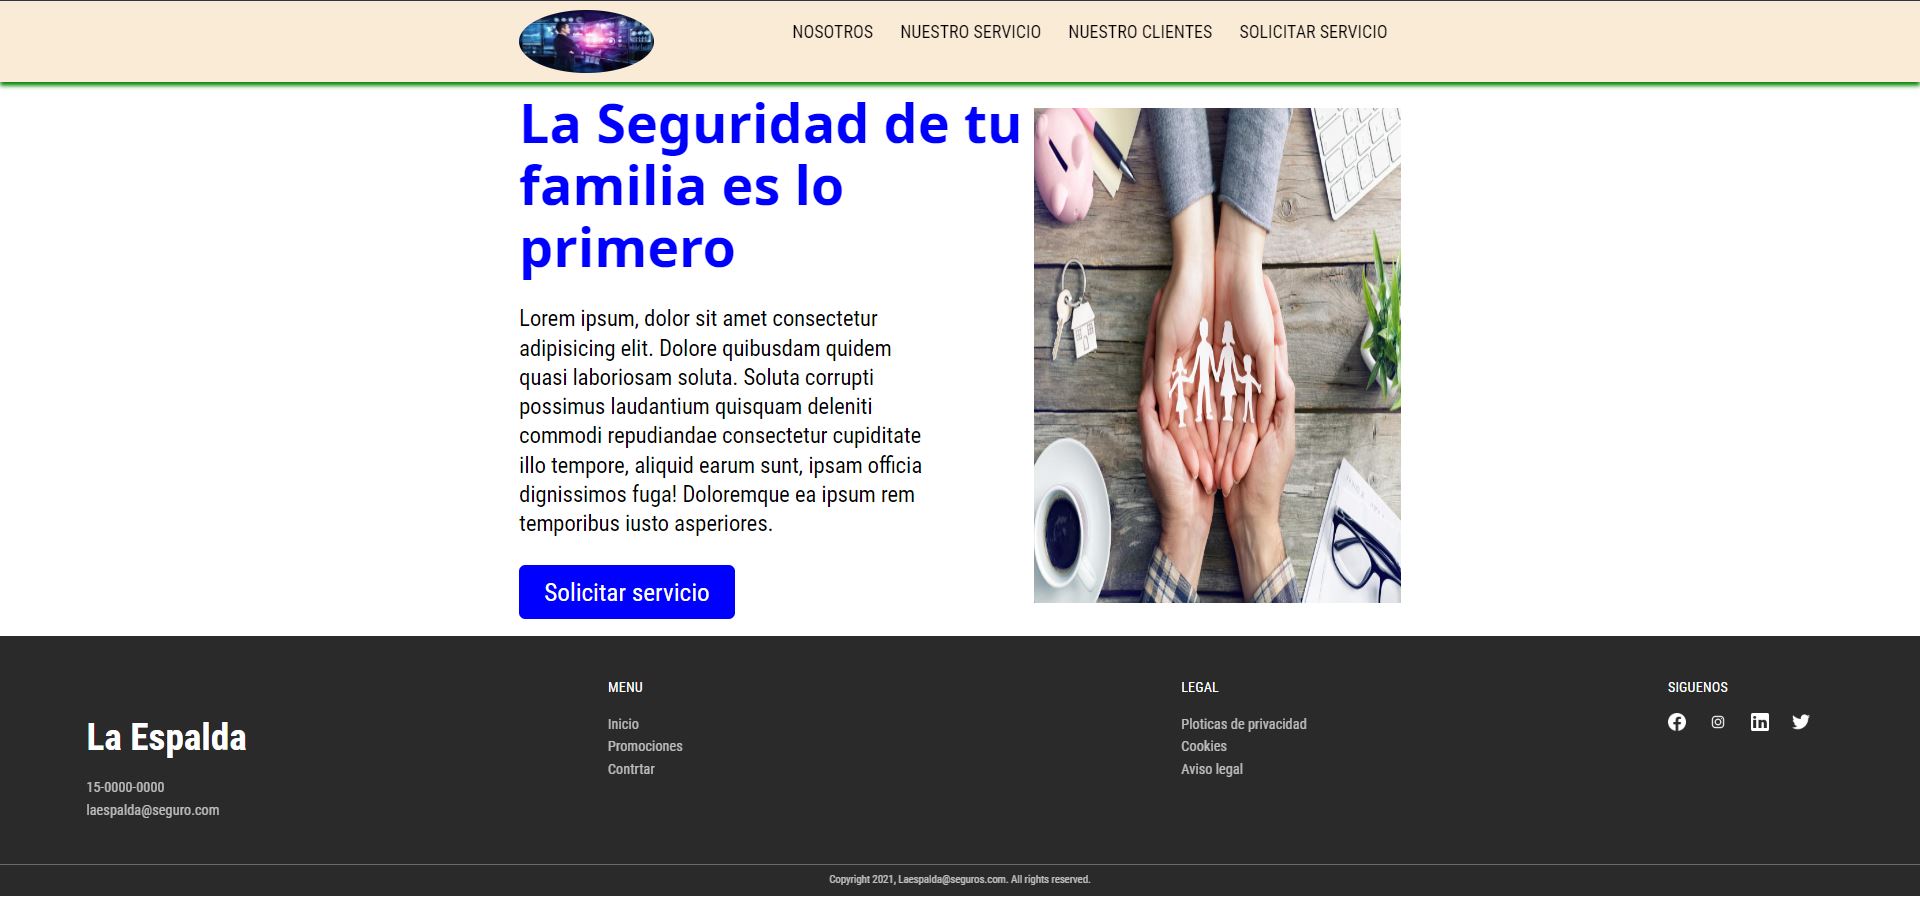 NOSOTROS NUESTRO SERVICIO NUESTRO CLIENTES SOLICITAR SERVICIO
La Seguridad de tu
familia es lo
primero
Lorem ipsum, dolor sit amet consectetur
adipisicing elit. Dolore quibusdam quidem
quasi laboriosam soluta. Soluta corrupti
possimus laudantium quisquam deleniti
commodi repudiandae consectetur cupiditate
illo tempore, aliquid earum sunt, ipsam officia
dignissimos fuga! Doloremque ea ipsum rem
temporibus iusto asperiores.
Solicitar servicio
La Espalda
15-0000-0000
laespalda@seguro.com
MENU
Inicio
Promociones
Contrtar
LEGAL
Ploticas de privacidad
Cookies
Aviso legal
SIGUENOS
Copyright 2021, Laespalda@seguros.com. All rights reserved.